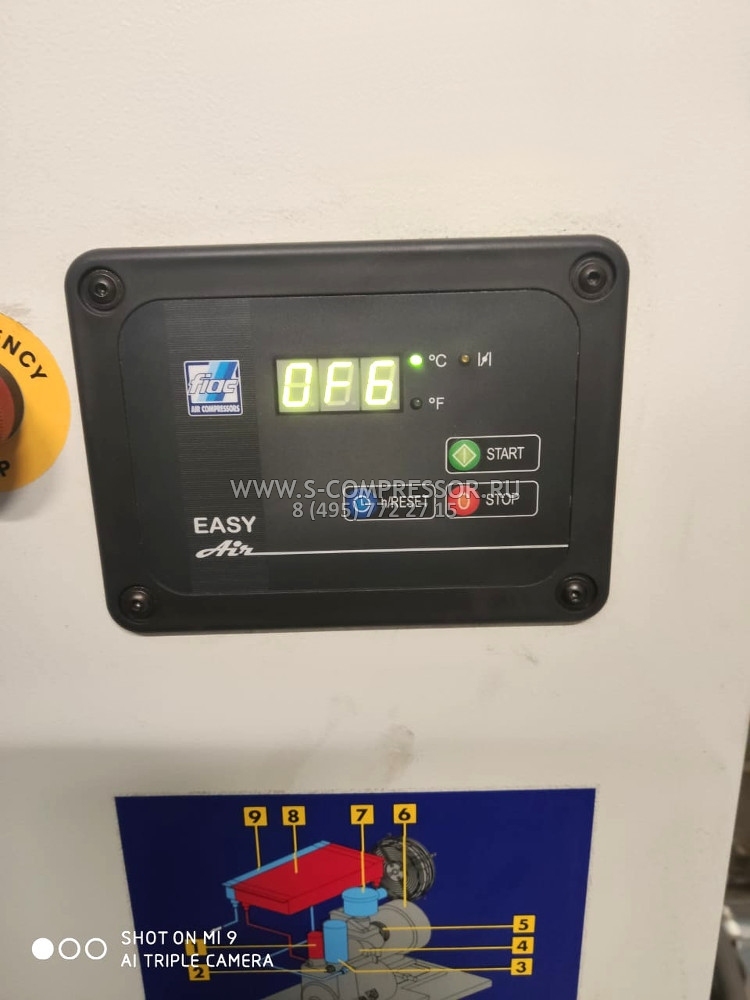 NCY
fiac
AIR COMPRESSORS
0F6
°C
°F
START
WWW.S-COMPRESSOR.RU
h/RESET
STOP
8 (495) 772 27 15
EASY
Air
9 8 7 6
5
1 4
2 3
SHOT ON MI 9
AI TRIPLE CAMERA